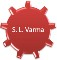 S. L. Varma